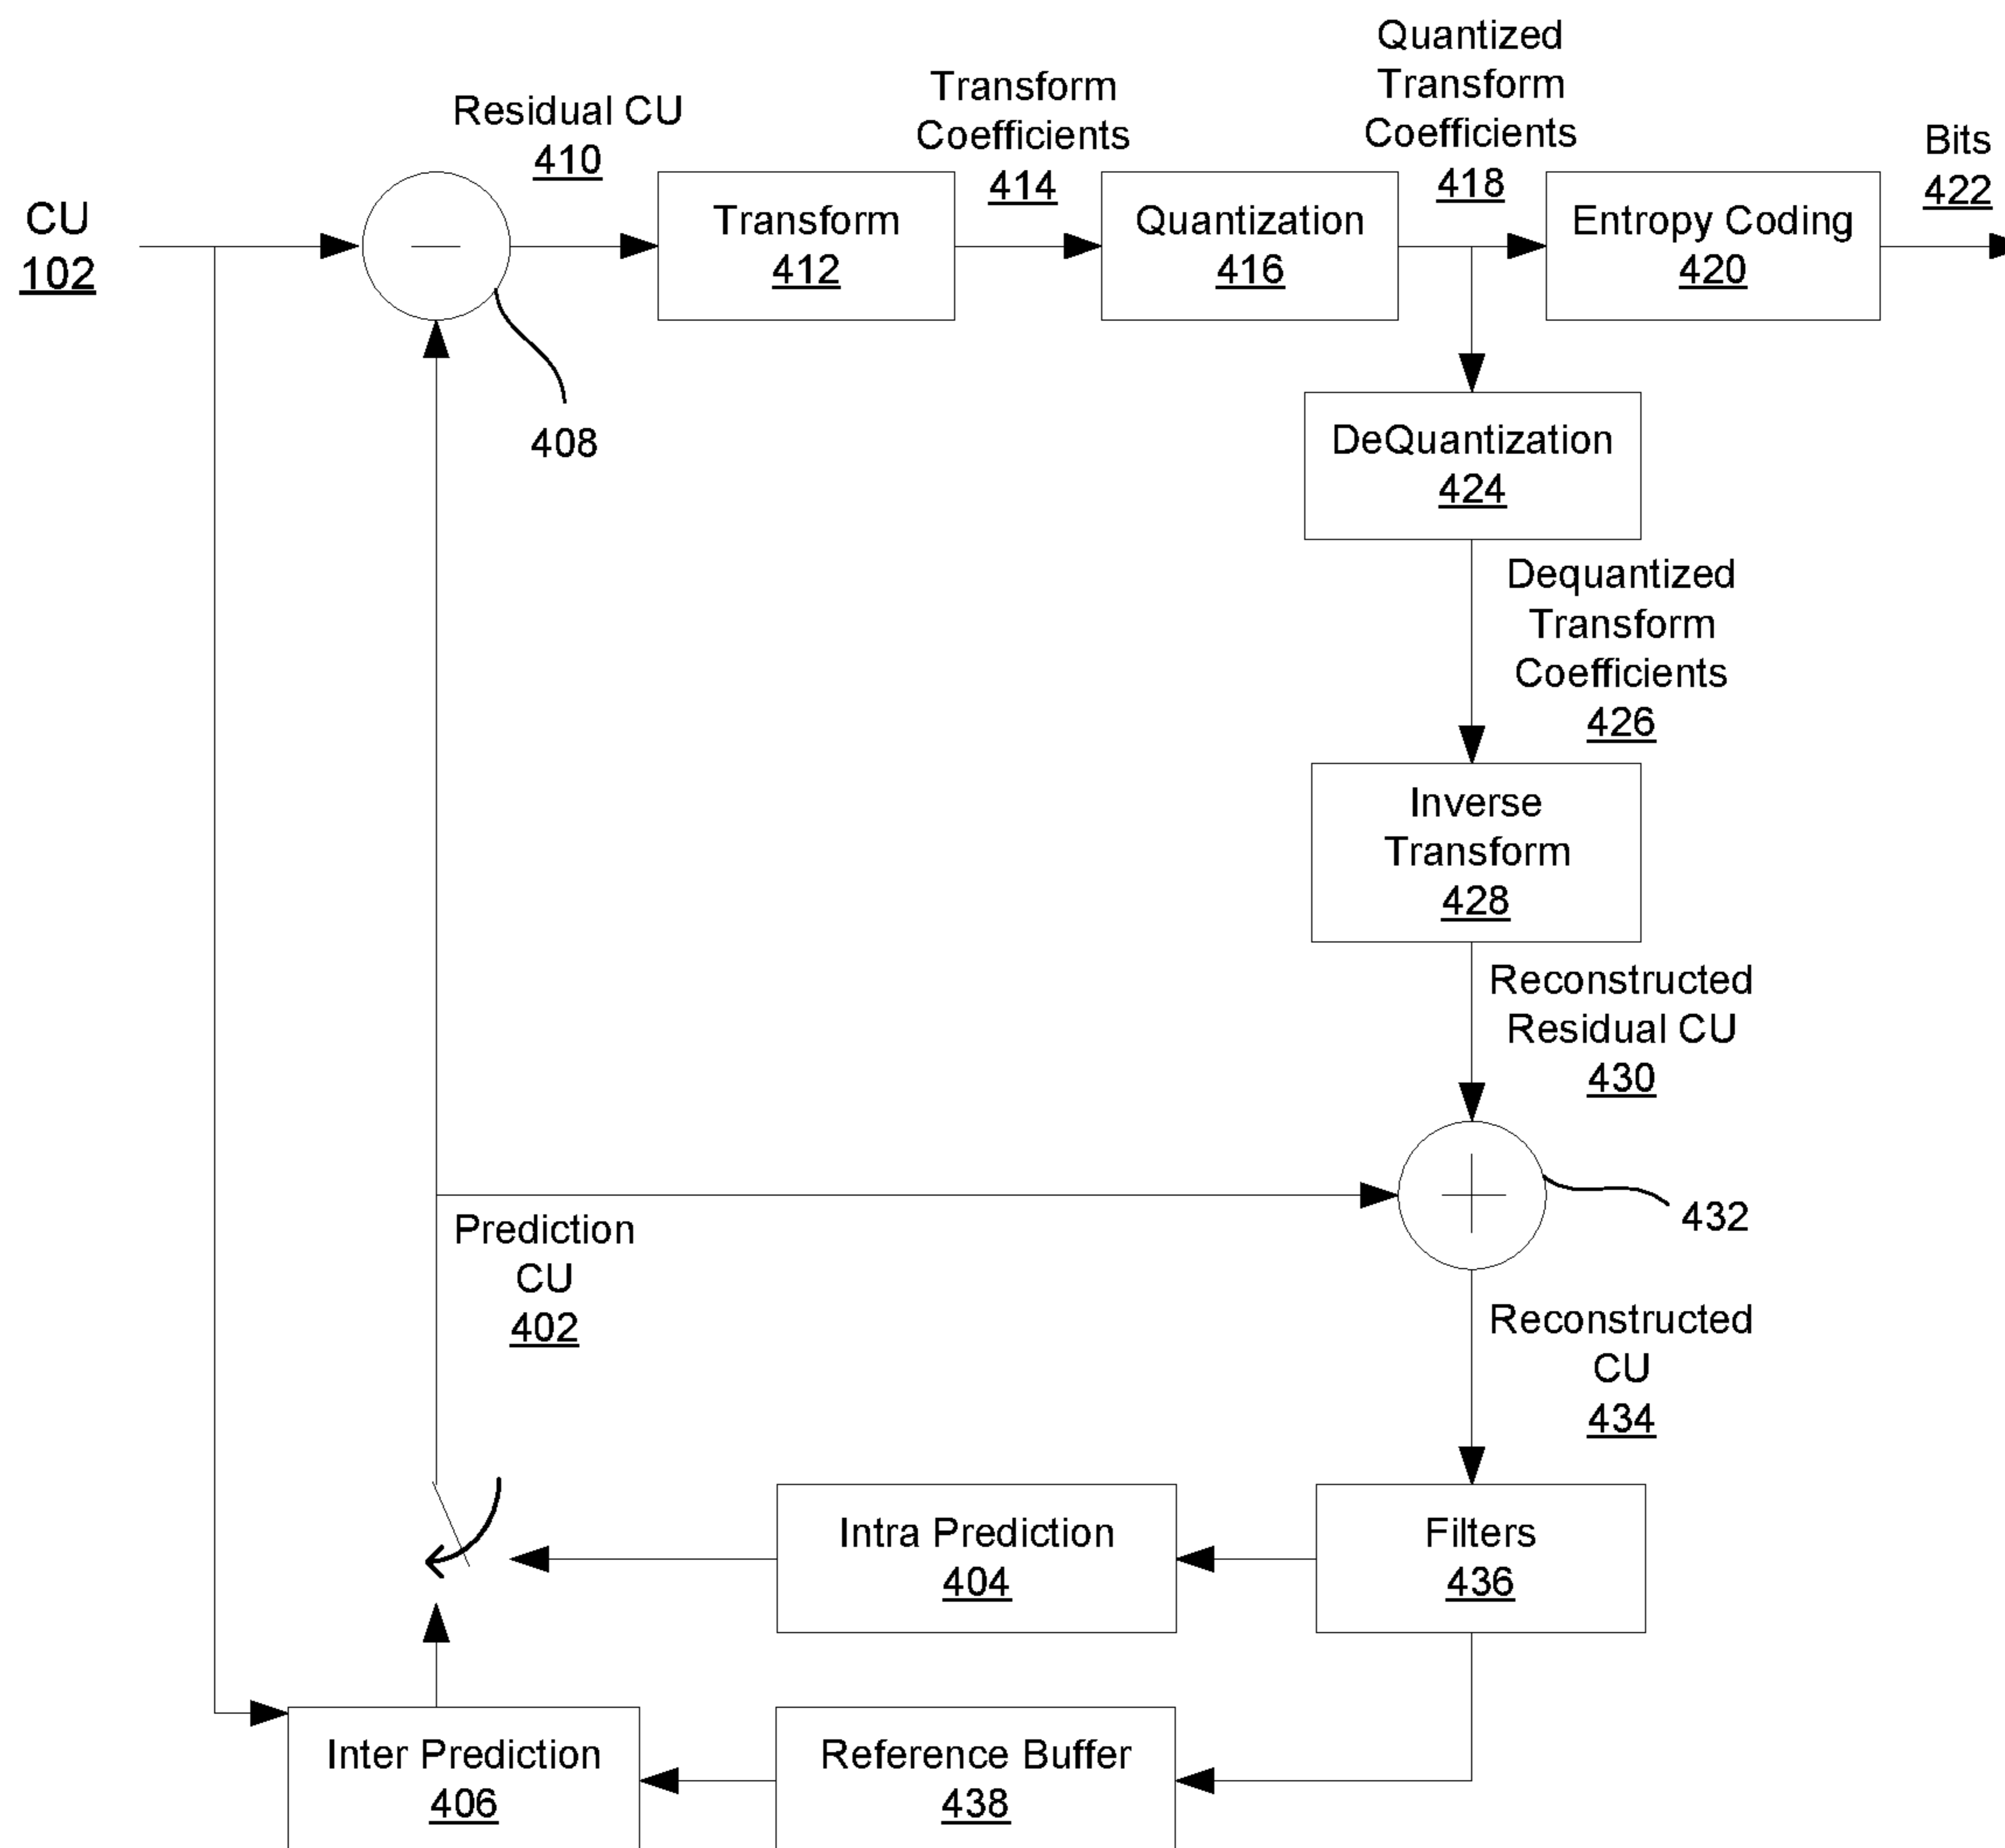 CU
102
Residual CU
410
408
Transform
412
Transform
Coefficients
414
Quantization
416
Quantized
Transform
Coefficients
418
Entropy Coding
420
Bits
422
DeQuantization
424
Dequantized
Transform
Coefficients
426
Inverse
Transform
428
Reconstructed
Residual CU
430
432
Prediction
CU
402
Reconstructed
CU
434
Intra Prediction
404
Filters
436
Inter Prediction
406
Reference Buffer
438